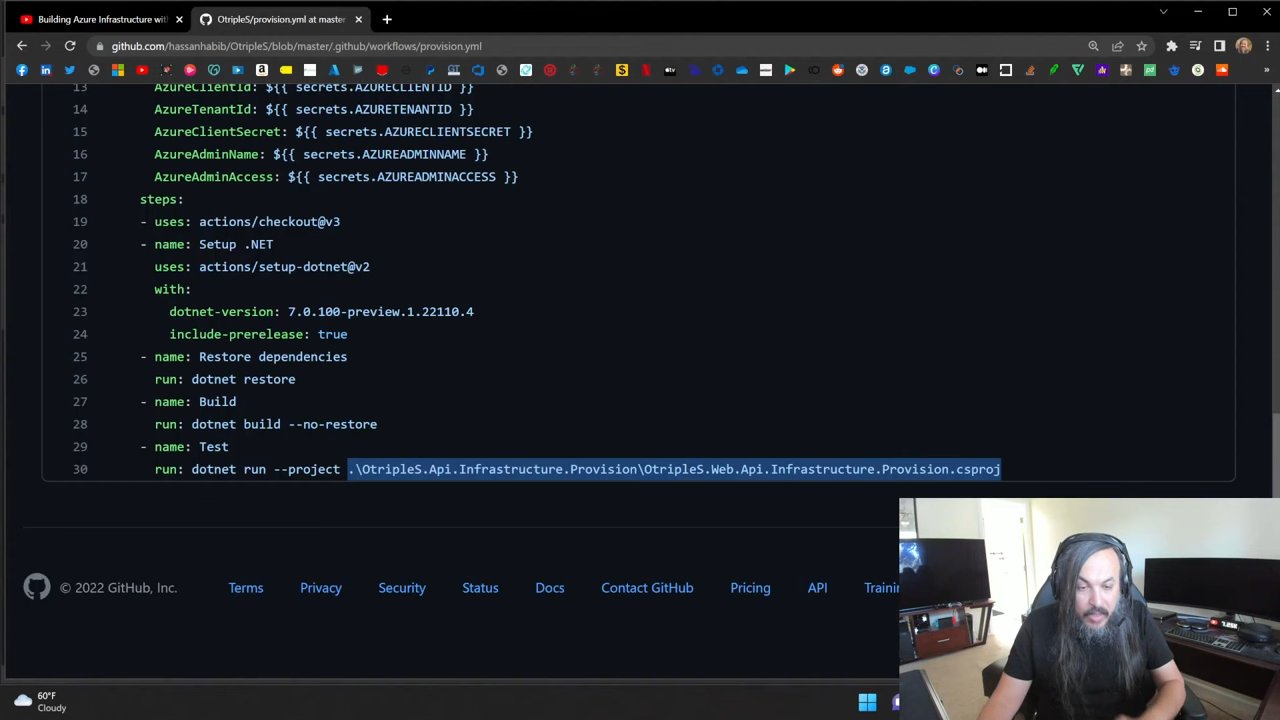 Building Azure Infrastructure wit
OtripleS/provision.yml at master
github.com/hassanhabib/OtripleS/blob/master/.github/workflows/provision.yml
13 AzureClientId: ${{ secrets.AZURECLIENTID }}
14 AzureTenantId: ${{ secrets.AZURETENANTID }}
15 AzureClientSecret: ${{ secrets.AZURECLIENTSECRET }}
16 AzureAdminName: ${{ secrets.AZUREADMINNAME }}
17 AzureAdminAccess: ${{ secrets.AZUREADMINACCESS }}
18 steps:
19 - uses: actions/checkout@v3
20 - name: Setup .NET
21 uses: actions/setup-dotnet@v2
22 with:
23 dotnet-version: 7.0.100-preview.1.22110.4
24 include-prerelease: true
25 - name: Restore dependencies
26 run: dotnet restore
27 - name: Build
28 run: dotnet build --no-restore
29 - name: Test
30 run: dotnet run --project .\OtripleS.Api.Infrastructure.Provision\OtripleS.Web.Api.Infrastructure.Provision.csproj
© 2022 GitHub, Inc. Terms Privacy Security Status Docs Contact GitHub Pricing API Trainin
60°F
Cloudy